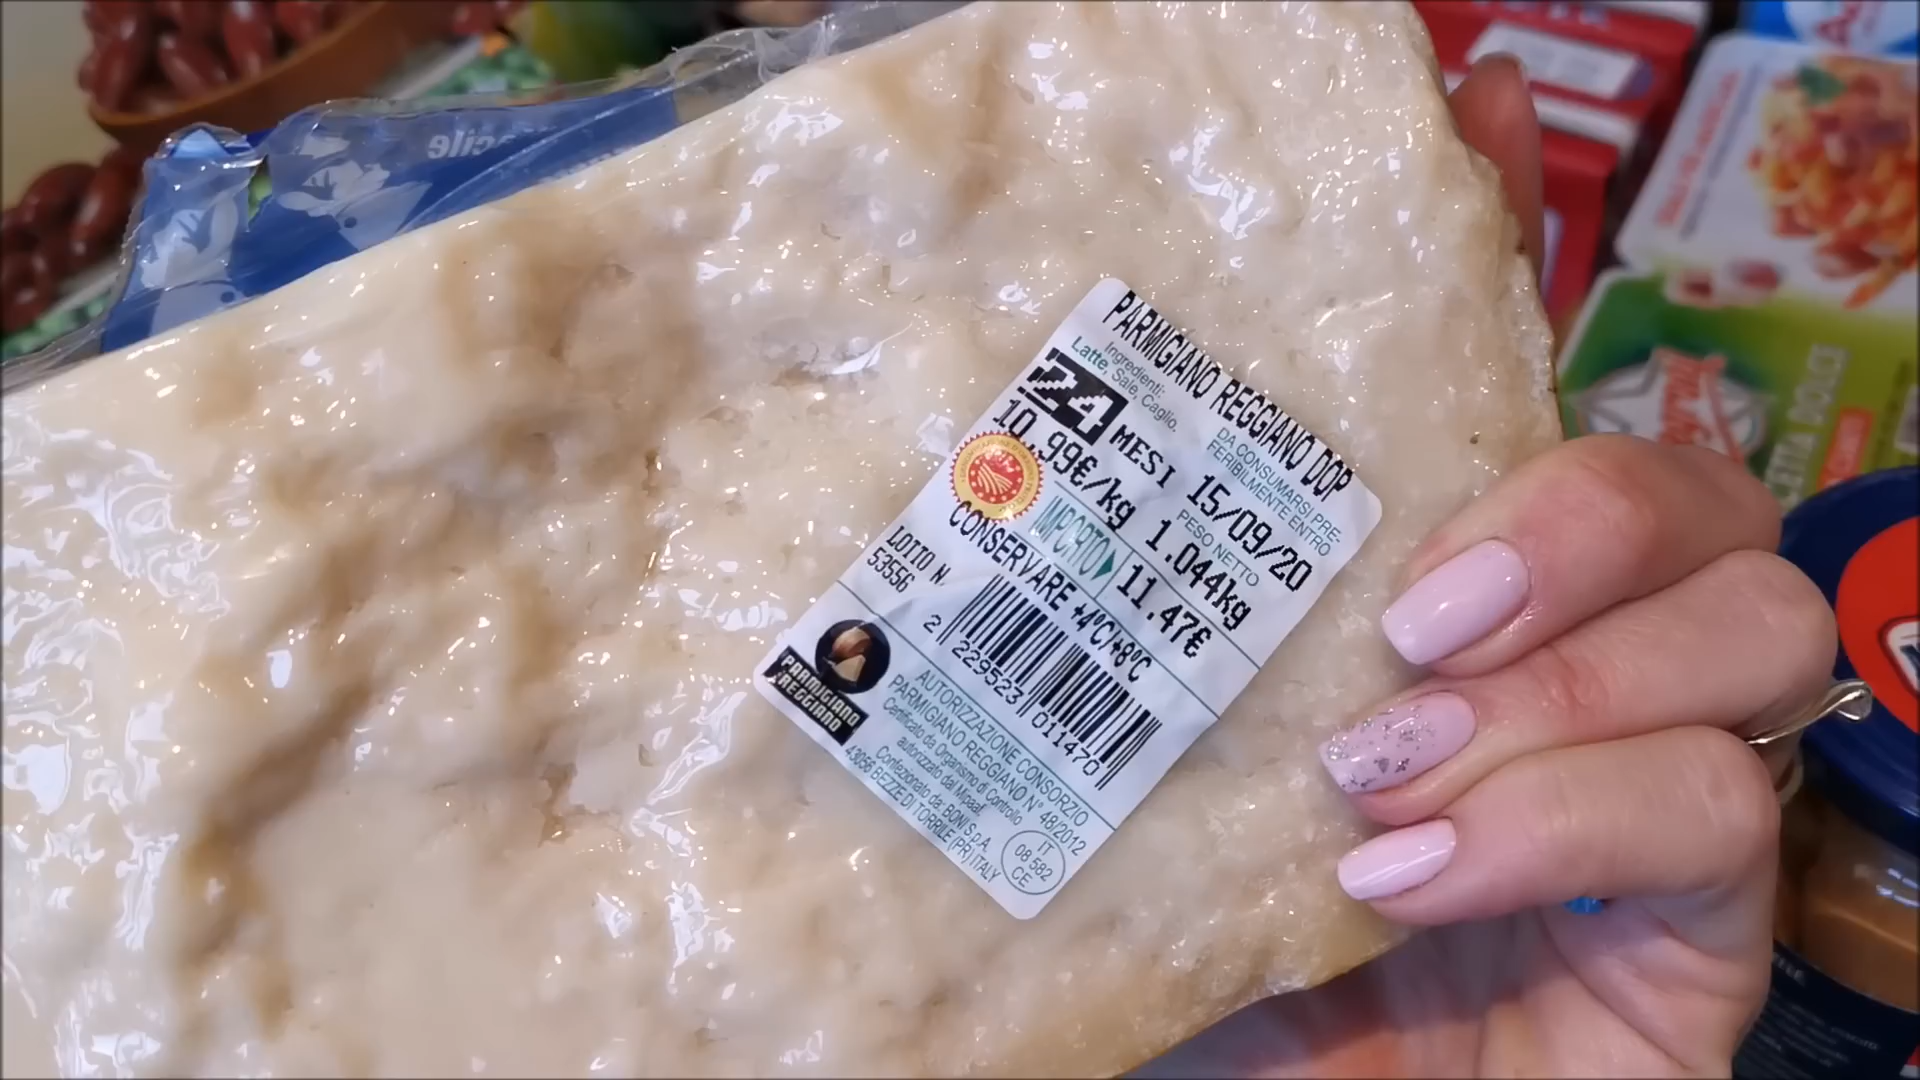 PARMIGIANO REGGIANO DOP
Ingredienti:
Latte, Sale, Caglio.
24 MESI
DA CONSUMARSI PRE-
FERIBILMENTE ENTRO
15/09/20
10,99€/kg
PESO NETTO
1.044kg
IMPORTO
11.47€
CONSERVARE +4°C/+8°C
LOTTO N.
53556
2 229523 011470
PARMIGIANO
REGGIANO
AUTORIZZAZIONE CONSORZIO
PARMIGIANO REGGIANO N° 48/2012
Certificato da Organismo di Controllo
autorizzato dal Mipaaf
Confezionato da: BONI S.p.A.
43056 BEZZE DI TORRILE (PR) ITALY
IT
08 582
CE
acile
DOLCE